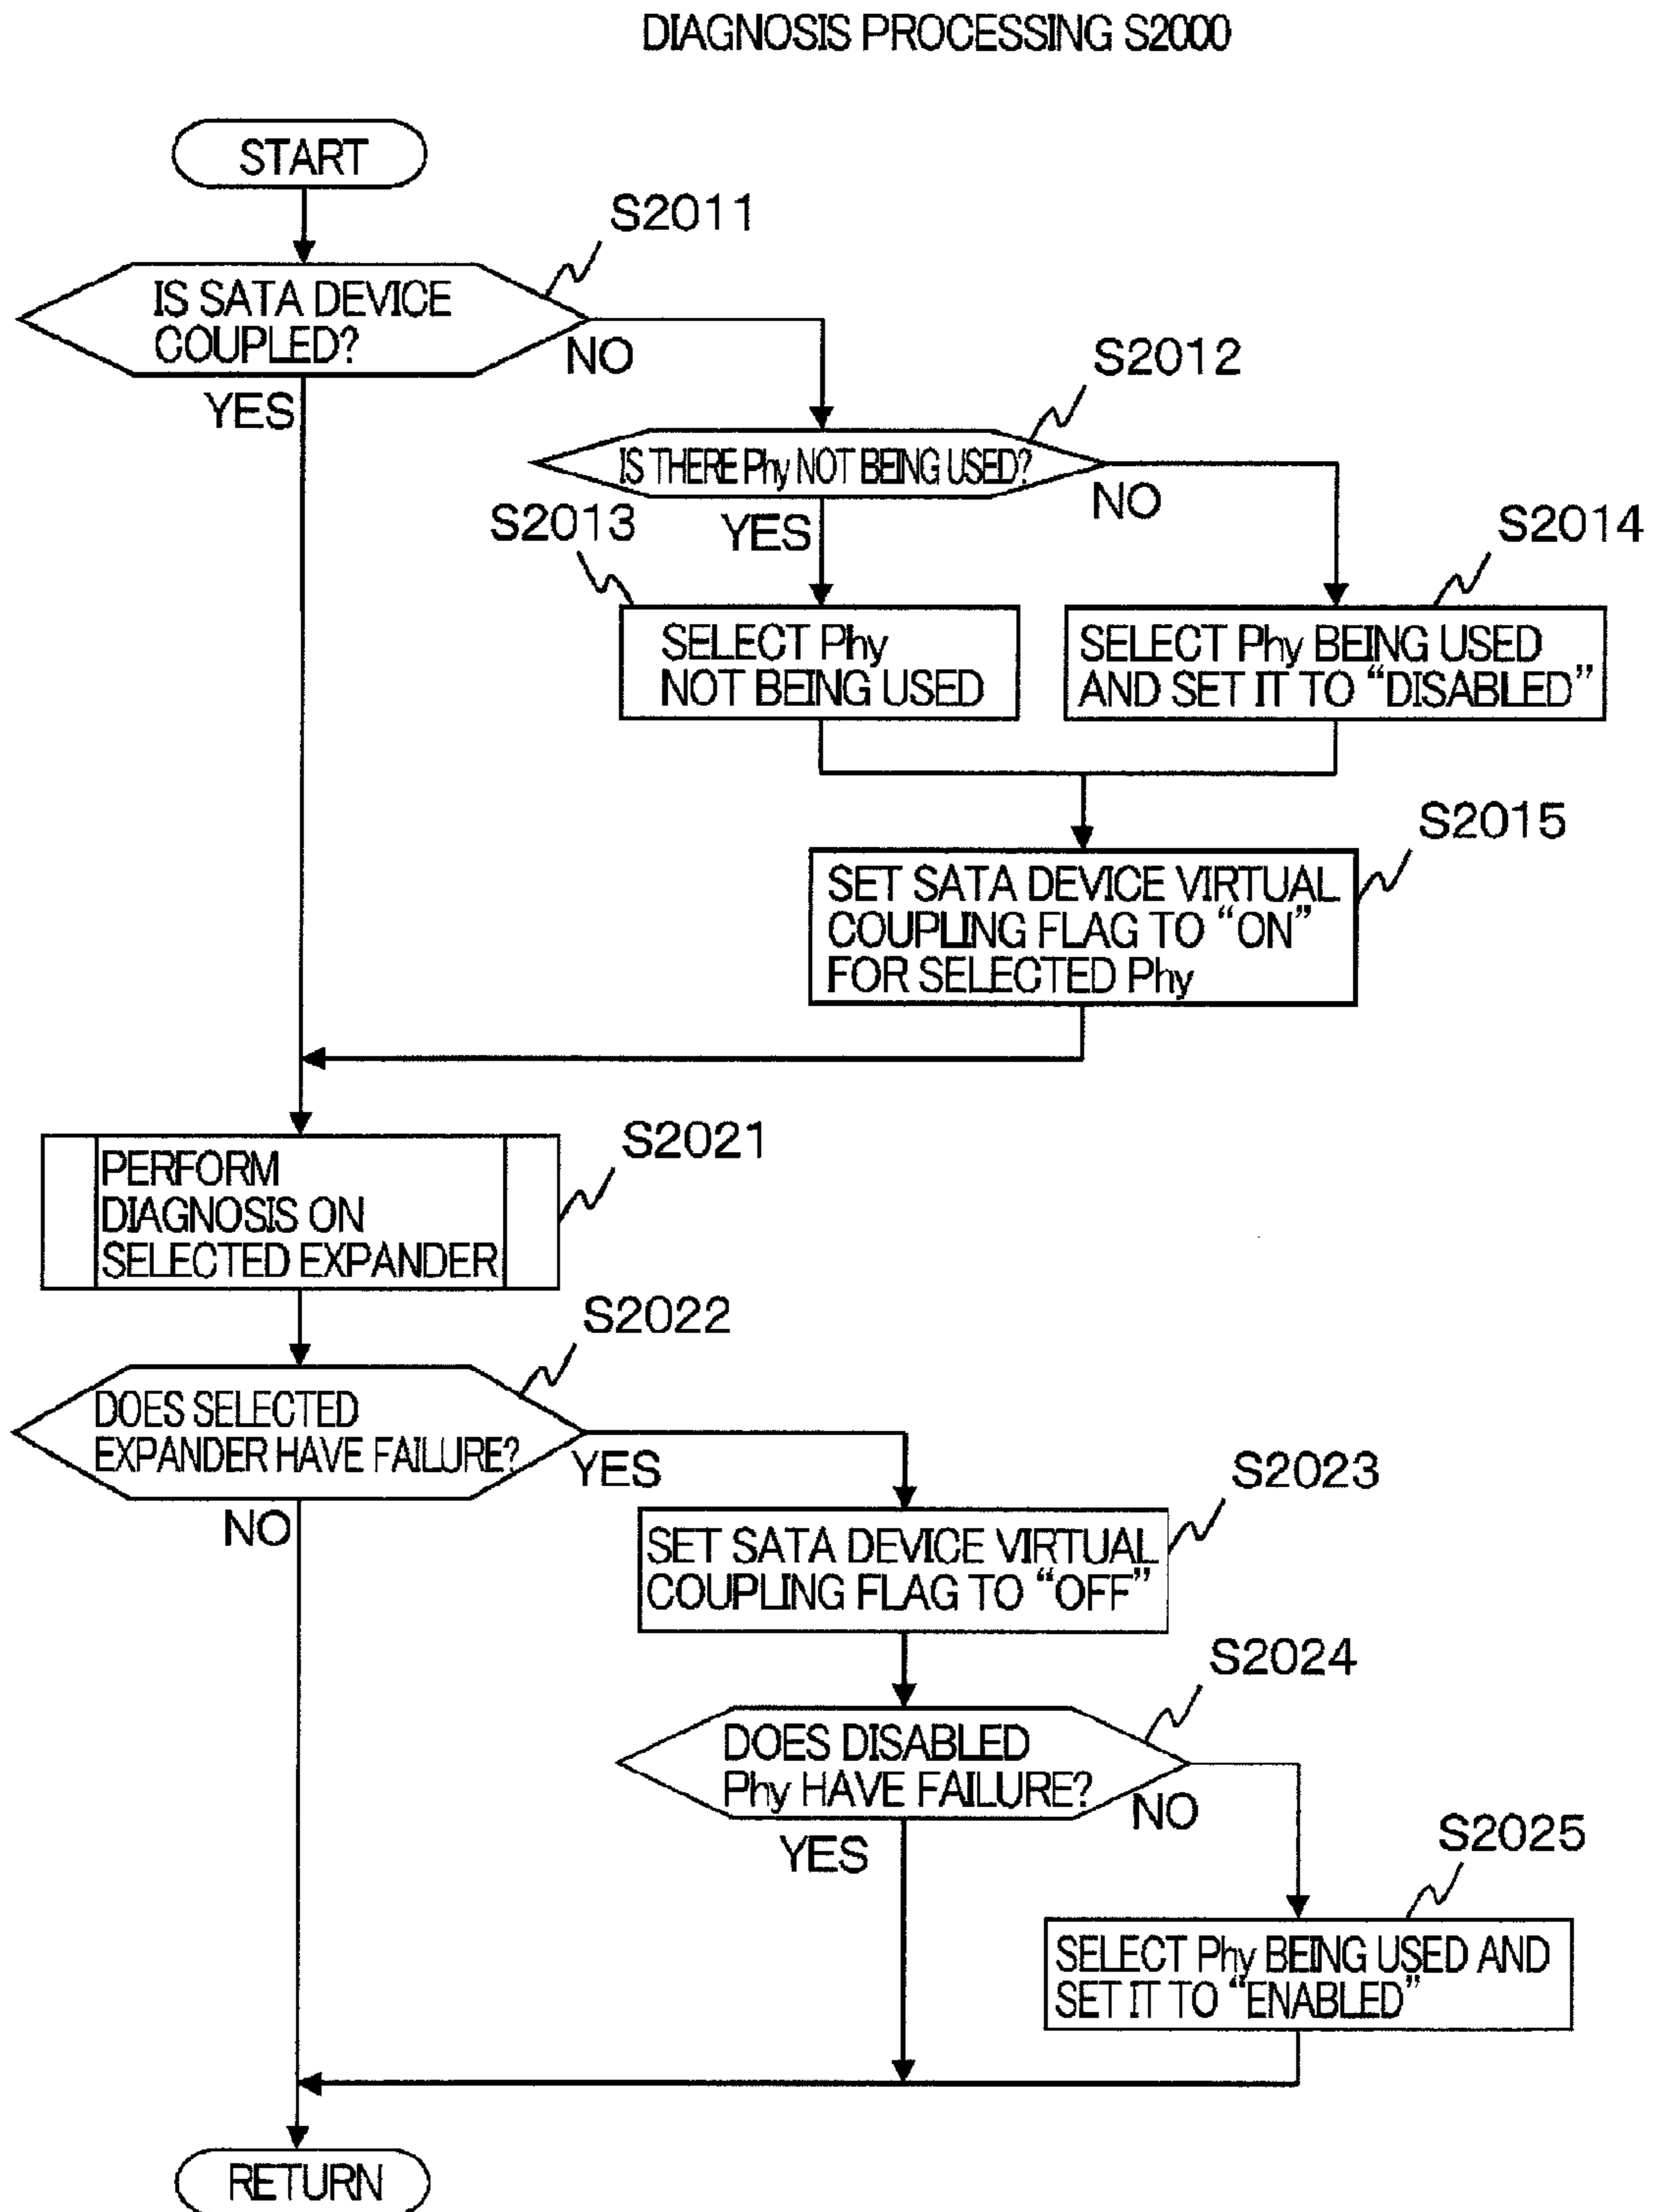 DIAGNOSIS PROCESSING S2000
START
S2011
IS SATA DEVICE
COUPLED?
NO
YES
S2012
IS THERE Phy NOT BEING USED?
NO
YES
S2013
SELECT Phy
NOT BEING USED
S2014
SELECT Phy BEING USED
AND SET IT TO “DISABLED”
S2015
SET SATA DEVICE VIRTUAL
COUPLING FLAG TO “ON”
FOR SELECTED Phy
S2021
PERFORM
DIAGNOSIS ON
SELECTED EXPANDER
S2022
DOES SELECTED
EXPANDER HAVE FAILURE?
YES
NO
S2023
SET SATA DEVICE VIRTUAL
COUPLING FLAG TO “OFF”
S2024
DOES DISABLED
Phy HAVE FAILURE?
NO
YES
S2025
SELECT Phy BEING USED AND
SET IT TO “ENABLED”
RETURN